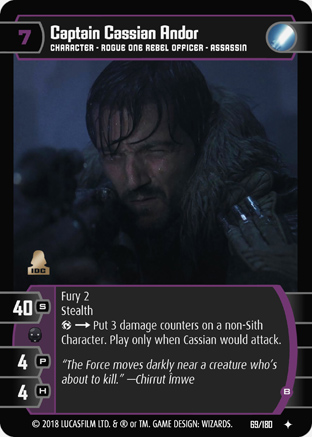 7
Captain Cassian Andor
CHARACTER • ROGUE ONE REBEL OFFICER • ASSASSIN
IDC
40 S
4 P
4 H
Fury 2
Stealth
→ Put 3 damage counters on a non-Sith
Character. Play only when Cassian would attack.
“The Force moves darkly near a creature who’s
about to kill.” —Chirrut Îmwe
B
© 2018 LUCASFILM LTD. & ® OR TM. GAME DESIGN: WIZARDS. 69/180